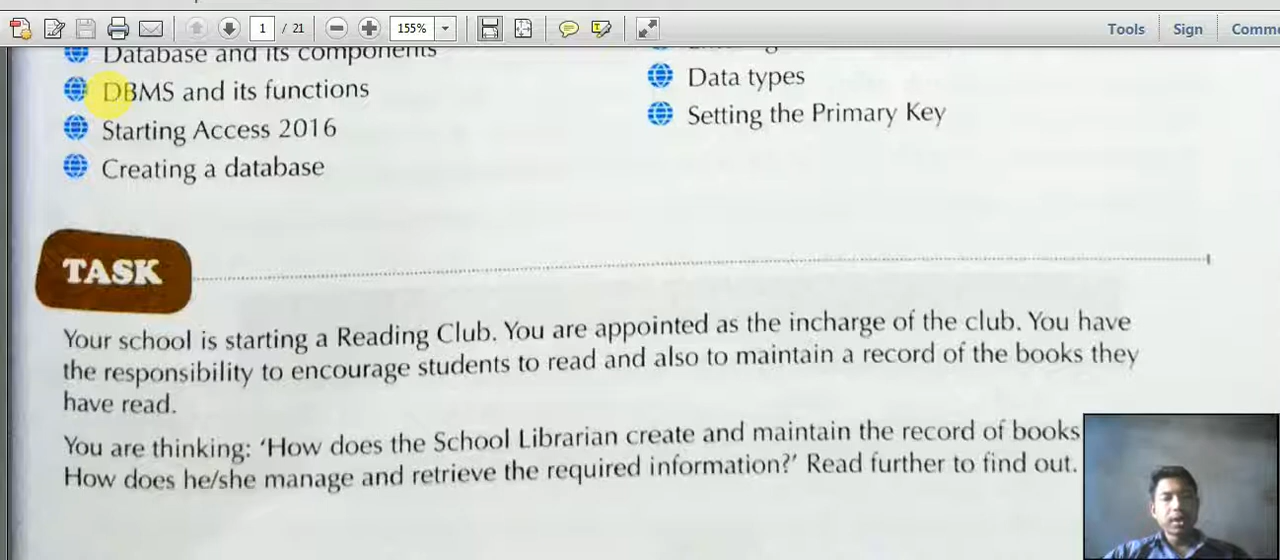 1 / 21
155%
Tools
Sign
Database and its components
DBMS and its functions
Starting Access 2016
Creating a database
Data types
Setting the Primary Key
TASK
Your school is starting a Reading Club. You are appointed as the incharge of the club. You have
the responsibility to encourage students to read and also to maintain a record of the books they
have read.
You are thinking: ‘How does the School Librarian create and maintain the record of books
How does he/she manage and retrieve the required information?’ Read further to find out.